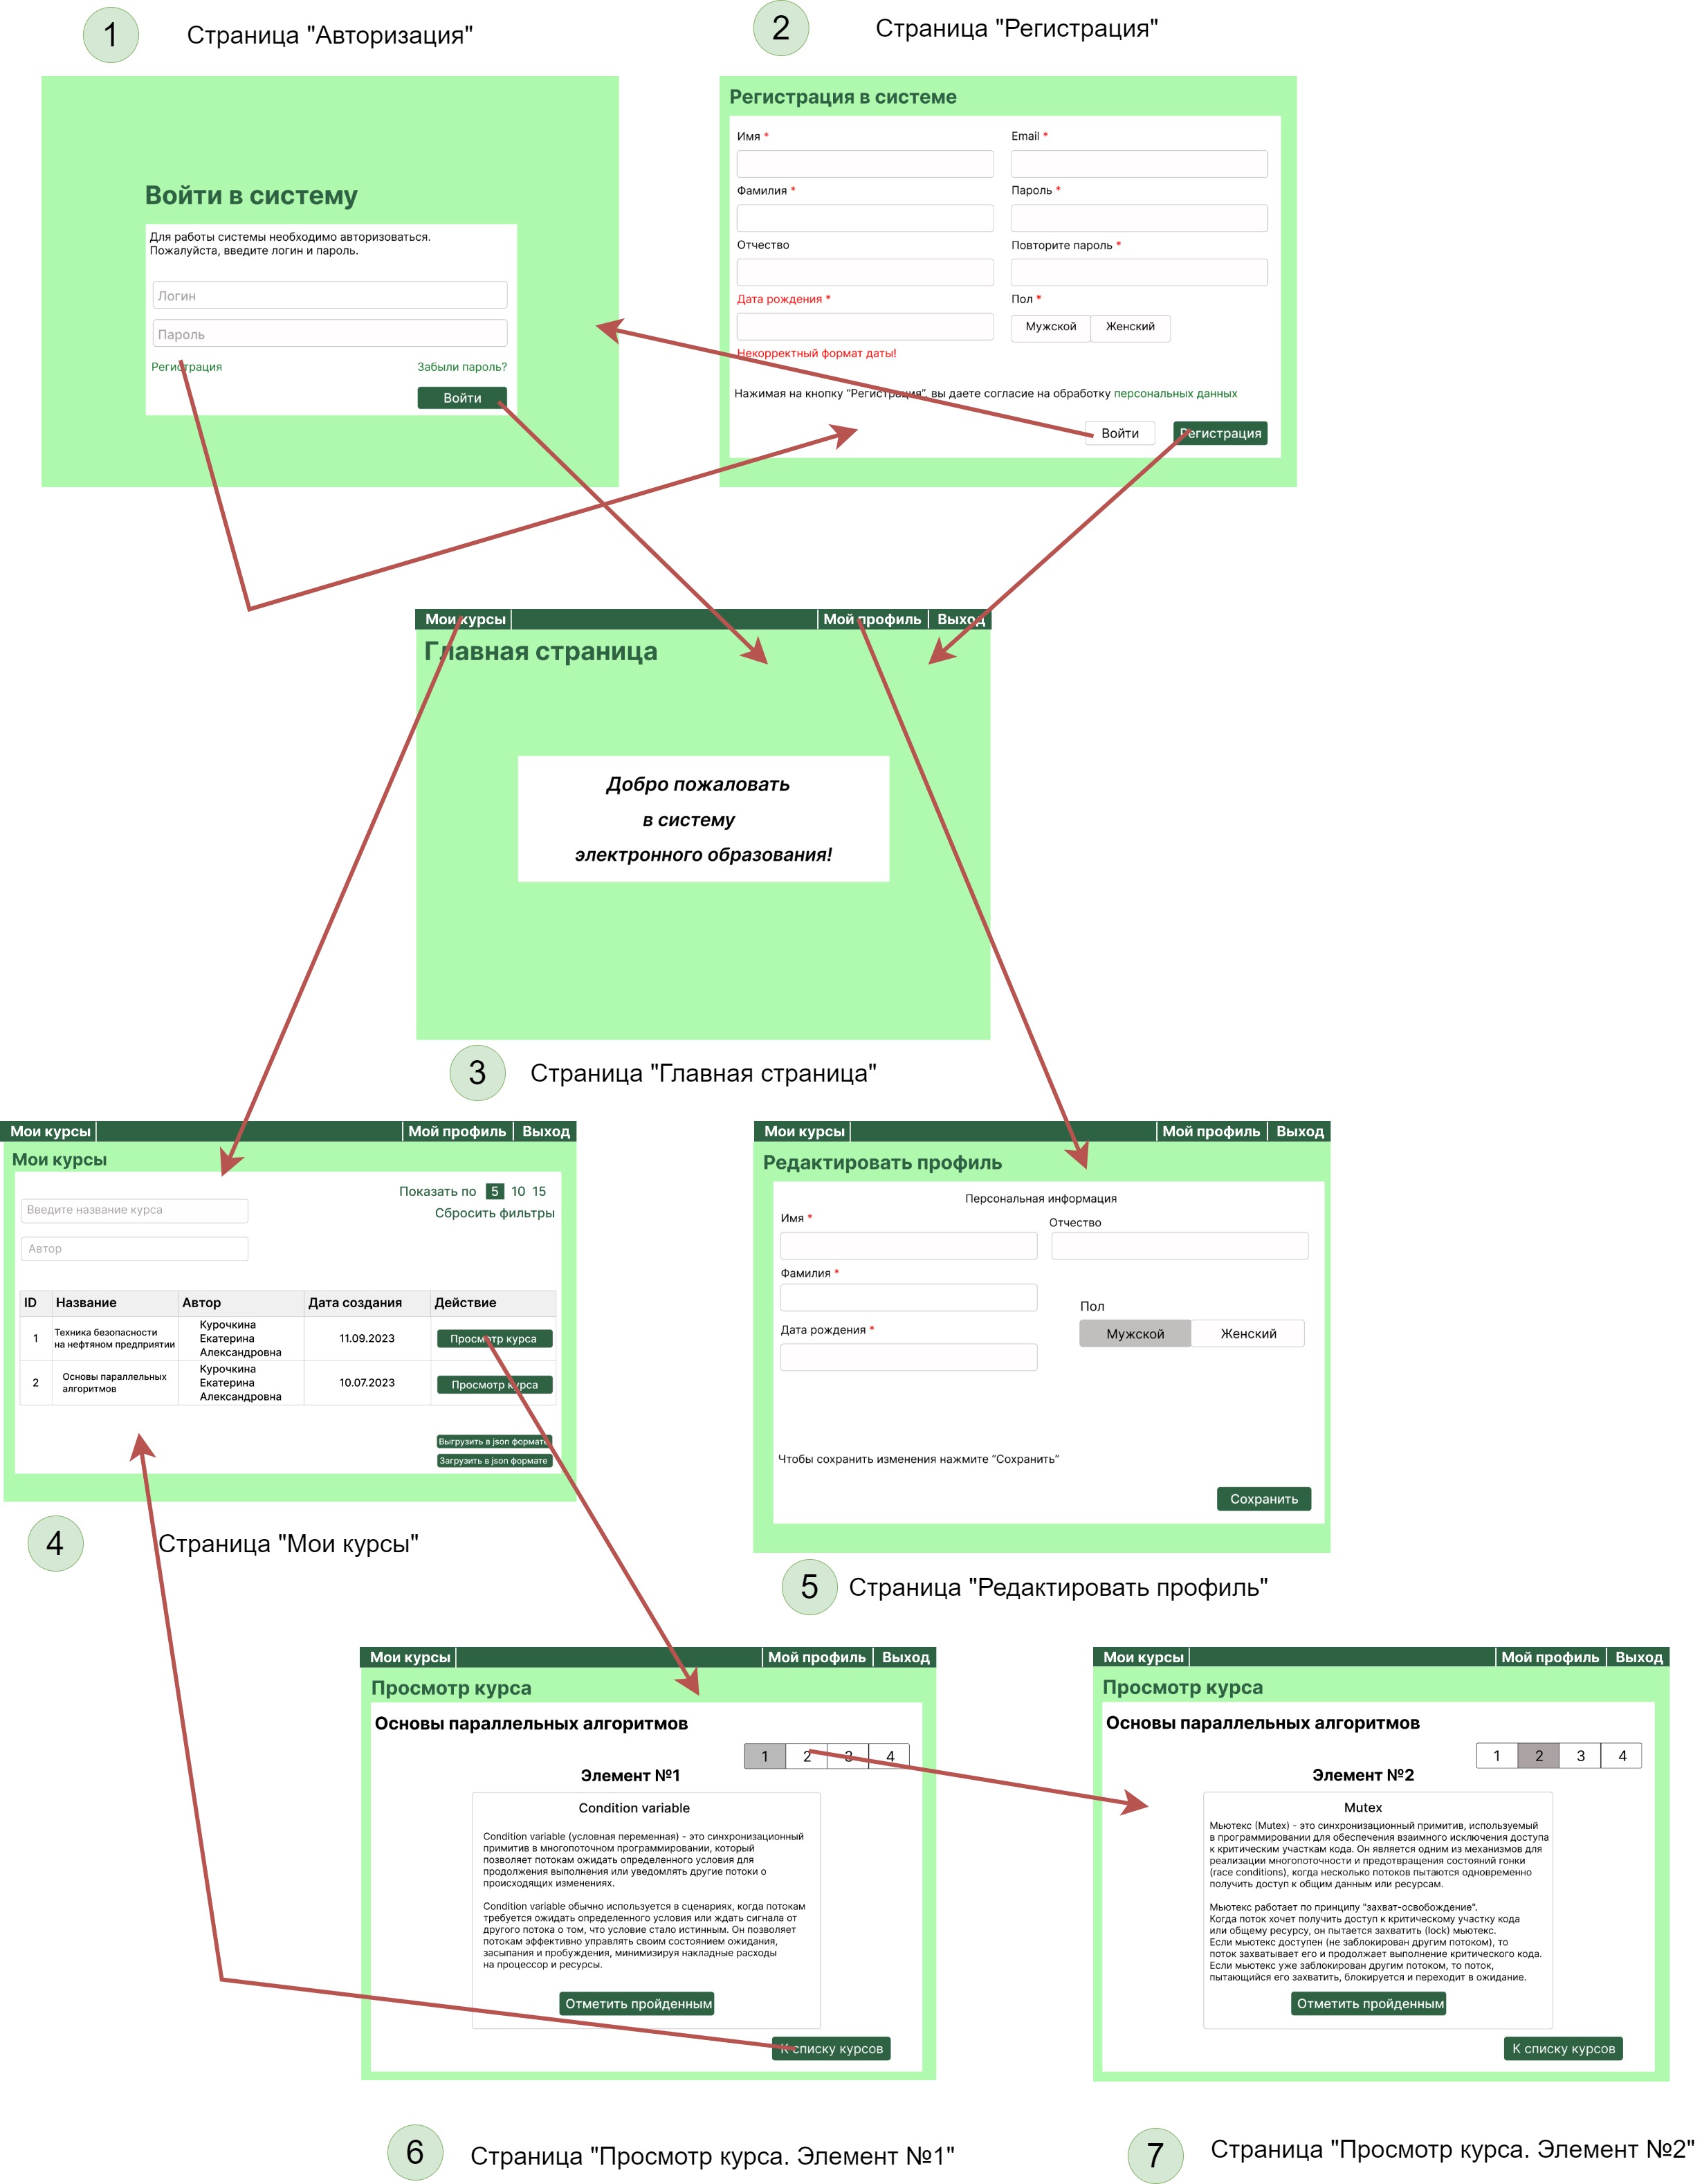 1
Страница "Авторизация"
Войти в систему
Для работы системы необходимо авторизоваться.
Пожалуйста, введите логин и пароль.
Логин
Пароль
Регистрация
Забыли пароль?
Войти
2
Страница "Регистрация"
Регистрация в системе
Имя *
Email *
Фамилия *
Пароль *
Отчество
Повторите пароль *
Дата рождения *
Пол *
Мужской
Женский
Некорректный формат даты!
Нажимая на кнопку “Регистрация”, вы даете согласие на обработку персональных данных
Войти
Регистрация
Мои курсы
Мой профиль
Выход
Главная страница
Добро пожаловать
в систему
электронного образования!
3
Страница "Главная страница"
Мои курсы
Мой профиль
Выход
Мои курсы
Показать по 5 10 15
Сбросить фильтры
Введите название курса
Автор
ID
Название
Автор
Дата создания
Действие
1
Техника безопасности
на нефтяном предприятии
Курочкина
Екатерина
Александровна
11.09.2023
Просмотр курса
2
Основы параллельных
алгоритмов
Курочкина
Екатерина
Александровна
10.07.2023
Просмотр курса
Выгрузить в json формате
Загрузить в json формате
4
Страница "Мои курсы"
Мои курсы
Мой профиль
Выход
Редактировать профиль
Персональная информация
Имя *
Отчество
Фамилия *
Пол
Мужской
Женский
Дата рождения *
Чтобы сохранить изменения нажмите “Сохранить”
Сохранить
5
Страница "Редактировать профиль"
Мои курсы
Мой профиль
Выход
Просмотр курса
Основы параллельных алгоритмов
1 2 3 4
Элемент №1
Condition variable
Condition variable (условная переменная) - это синхронизационный
примитив в многопоточном программировании, который
позволяет потокам ожидать определенного условия для
продолжения выполнения или уведомлять другие потоки о
происходящих изменениях.
Condition variable обычно используется в сценариях, когда потокам
требуется ожидать определенного условия или ждать сигнала от
другого потока о том, что условие стало истинным. Он позволяет
потокам эффективно управлять своим состоянием ожидания,
засыпания и пробуждения, минимизируя накладные расходы
на процессор и ресурсы.
Отметить пройденным
К списку курсов
6
Страница "Просмотр курса. Элемент №1"
Мои курсы
Мой профиль
Выход
Просмотр курса
Основы параллельных алгоритмов
1 2 3 4
Элемент №2
Mutex
Мьютекс (Mutex) - это синхронизационный примитив, используемый
в программировании для обеспечения взаимного исключения доступа
к критическим участкам кода. Он является одним из механизмов для
реализации многопоточности и предотвращения состояний гонки
(race conditions), когда несколько потоков пытаются одновременно
получить доступ к общим данным или ресурсам.
Мьютекс работает по принципу "захват-освобождение".
Когда поток хочет получить доступ к критическому участку кода
или общему ресурсу, он пытается захватить (lock) мьютекс.
Если мьютекс доступен (не заблокирован другим потоком), то
поток захватывает его и продолжает выполнение критического кода.
Если мьютекс уже заблокирован другим потоком, то поток,
пытающийся его захватить, блокируется и переходит в ожидание.
Отметить пройденным
К списку курсов
7
Страница "Просмотр курса. Элемент №2"